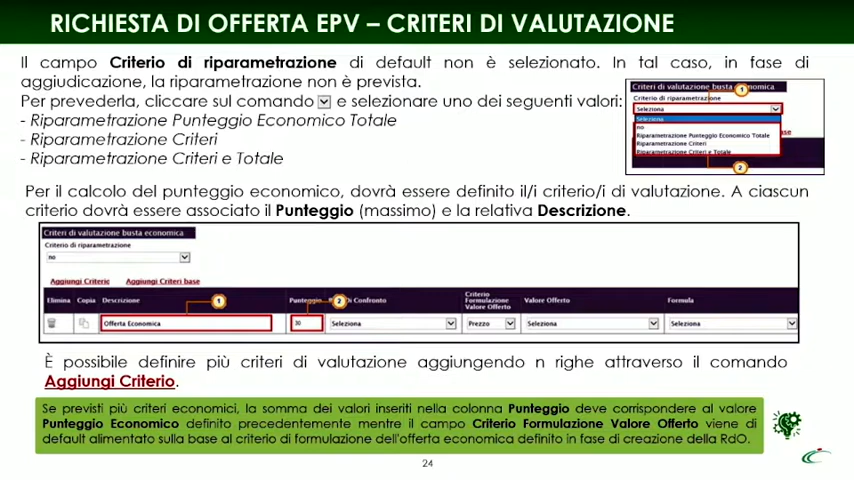 RICHIESTA DI OFFERTA EPV – CRITERI DI VALUTAZIONE
Il campo Criterio di riparametrazione di default non è selezionato. In tal caso, in fase di
aggiudicazione, la riparametrazione non è prevista.
Per prevederla, cliccare sul comando e selezionare uno dei seguenti valori:
- Riparametrazione Punteggio Economico Totale
- Riparametrazione Criteri
- Riparametrazione Criteri e Totale
Criteri di valutazione busta economica
Criterio di riparametrazione
1
Seleziona
Seleziona
no
Riparametrazione Punteggio Economico Totale
Riparametrazione Criteri
Riparametrazione Criteri e Totale
2
Per il calcolo del punteggio economico, dovrà essere definito il/i criterio/i di valutazione. A ciascun
criterio dovrà essere associato il Punteggio (massimo) e la relativa Descrizione.
Criteri di valutazione busta economica
Criterio di riparametrazione
no
Aggiungi Criterio Aggiungi Criteri base
Elimina Copia Descrizione 1 Punteggio 2 Di Confronto Criterio Formulazione Valore Offerto Valore Offerto Formula
Offerta Economica 30 Seleziona Prezzo Seleziona Seleziona
È possibile definire più criteri di valutazione aggiungendo n righe attraverso il comando
Aggiungi Criterio.
Se previsti più criteri economici, la somma dei valori inseriti nella colonna Punteggio deve corrispondere al valore
Punteggio Economico definito precedentemente mentre il campo Criterio Formulazione Valore Offerto viene di
default alimentato sulla base al criterio di formulazione dell'offerta economica definito in fase di creazione della RdO.
24